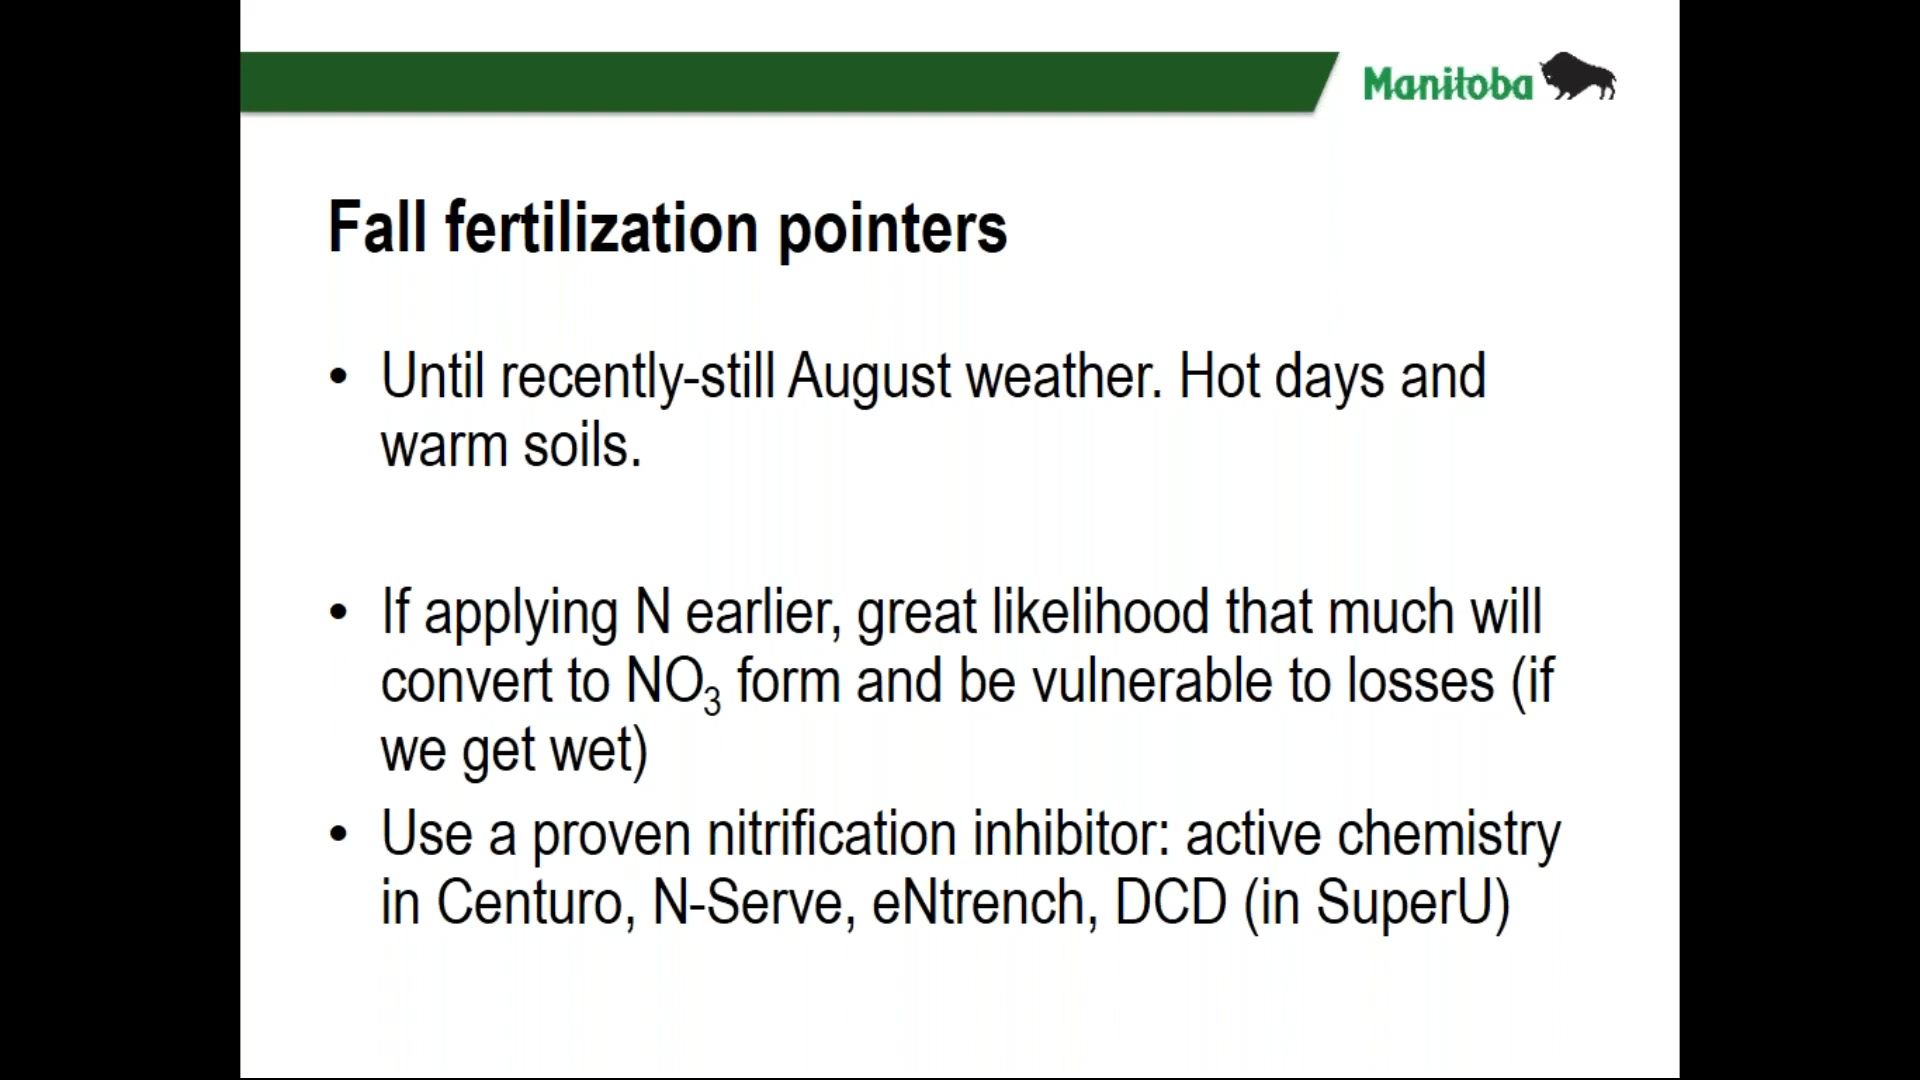 Manitoba
Fall fertilization pointers
• Until recently-still August weather. Hot days and
warm soils.
• If applying N earlier, great likelihood that much will
convert to NO₃ form and be vulnerable to losses (if
we get wet)
• Use a proven nitrification inhibitor: active chemistry
in Centuro, N-Serve, eNtrench, DCD (in SuperU)